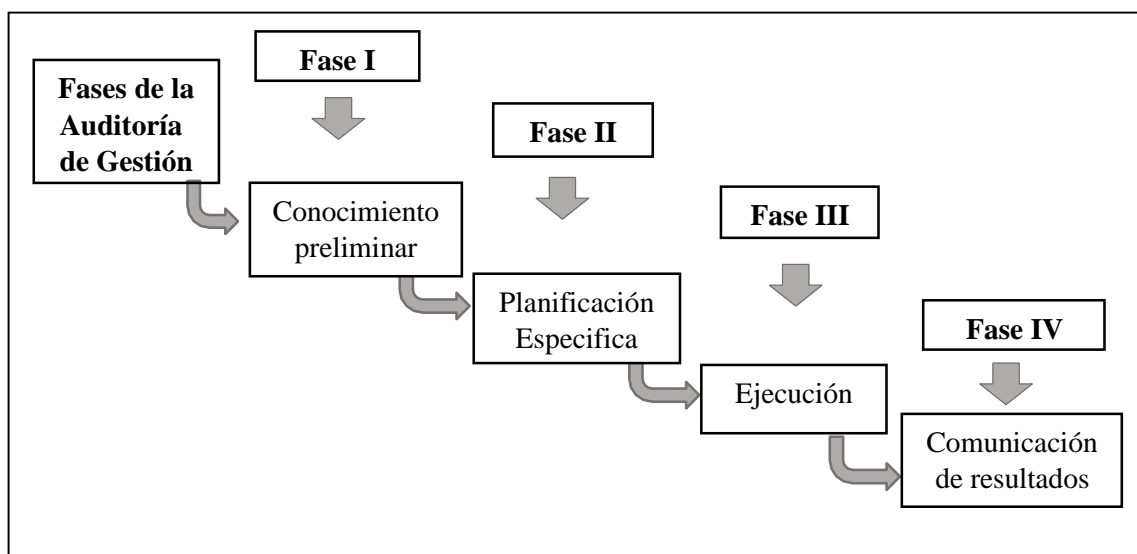 Fases de la
Auditoría
de Gestión
Fase I
Conocimiento
preliminar
Fase II
Planificación
Especifica
Fase III
Ejecución
Fase IV
Comunicación
de resultados